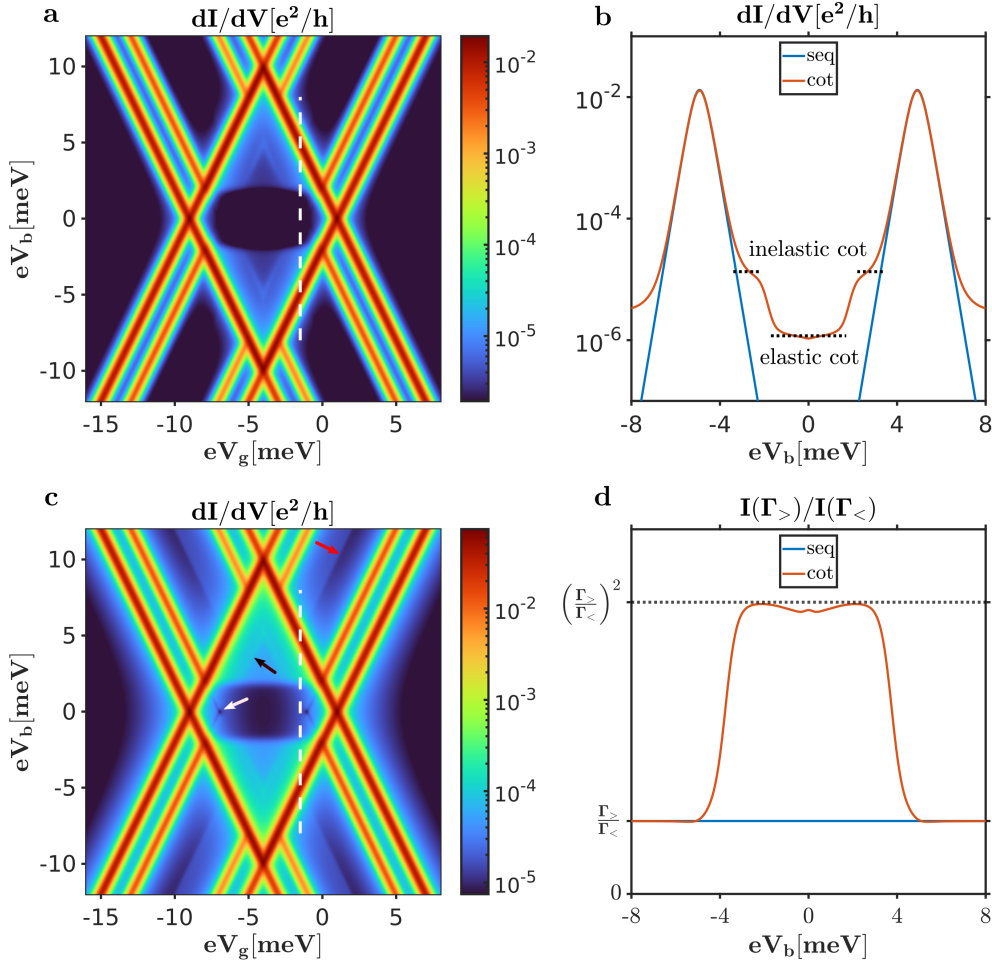 a
dI/dV[e²/h]
10
5
0
-5
-10
eV_b[meV]
-15 -10 -5 0 5
eV_g[meV]
10⁻²
10⁻³
10⁻⁴
10⁻⁵
b
dI/dV[e²/h]
seq
cot
10⁻²
10⁻⁴
10⁻⁶
inelastic cot
elastic cot
-8 -4 0 4 8
eV_b[meV]
c
dI/dV[e²/h]
10
5
0
-5
-10
eV_b[meV]
-15 -10 -5 0 5
eV_g[meV]
10⁻²
10⁻³
10⁻⁴
10⁻⁵
d
I(Γ_>)/I(Γ_<)
seq
cot
(Γ_>/Γ_<)²
Γ_>/Γ_<
0
-8 -4 0 4 8
eV_b[meV]